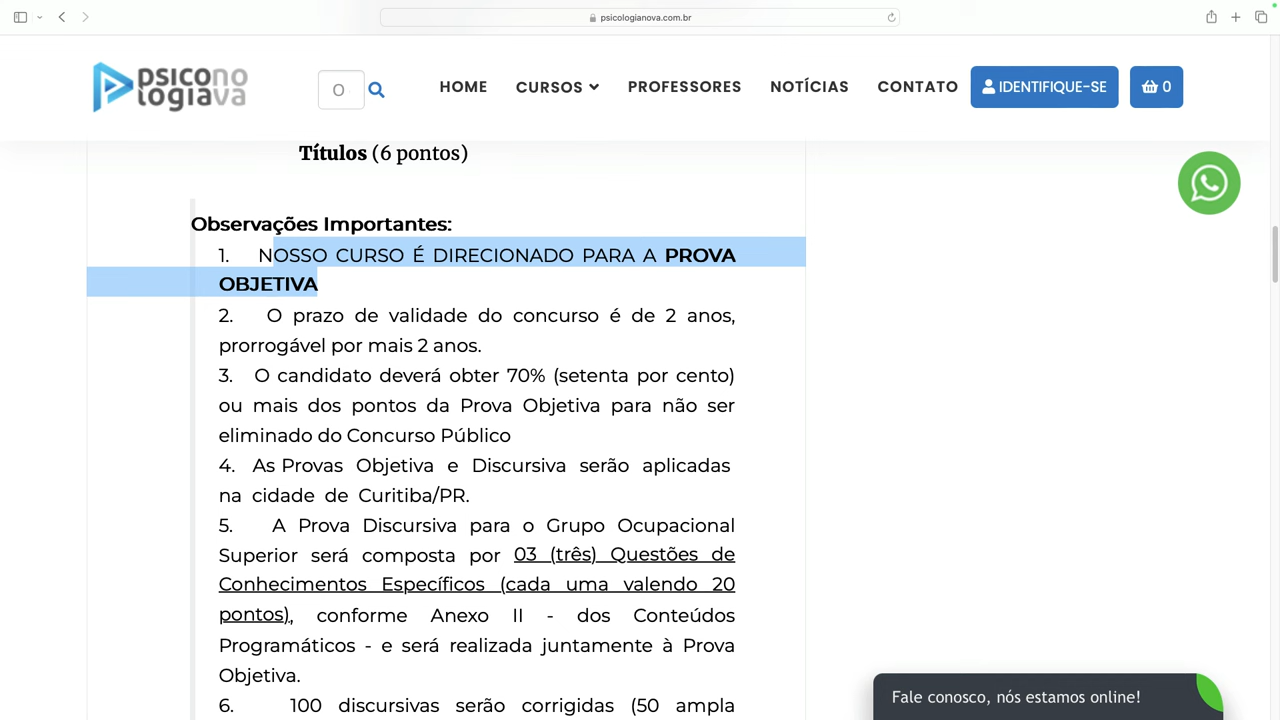 psicologianova.com.br
psicono
logiava
O
HOME
CURSOS
PROFESSORES
NOTÍCIAS
CONTATO
IDENTIFIQUE-SE
0
Títulos (6 pontos)
Observações Importantes:
1. NOSSO CURSO É DIRECIONADO PARA A PROVA
OBJETIVA
2. O prazo de validade do concurso é de 2 anos,
prorrogável por mais 2 anos.
3. O candidato deverá obter 70% (setenta por cento)
ou mais dos pontos da Prova Objetiva para não ser
eliminado do Concurso Público
4. As Provas Objetiva e Discursiva serão aplicadas
na cidade de Curitiba/PR.
5. A Prova Discursiva para o Grupo Ocupacional
Superior será composta por 03 (três) Questões de
Conhecimentos Específicos (cada uma valendo 20
pontos), conforme Anexo II - dos Conteúdos
Programáticos - e será realizada juntamente à Prova
Objetiva.
6. 100 discursivas serão corrigidas (50 ampla
Fale conosco, nós estamos online!